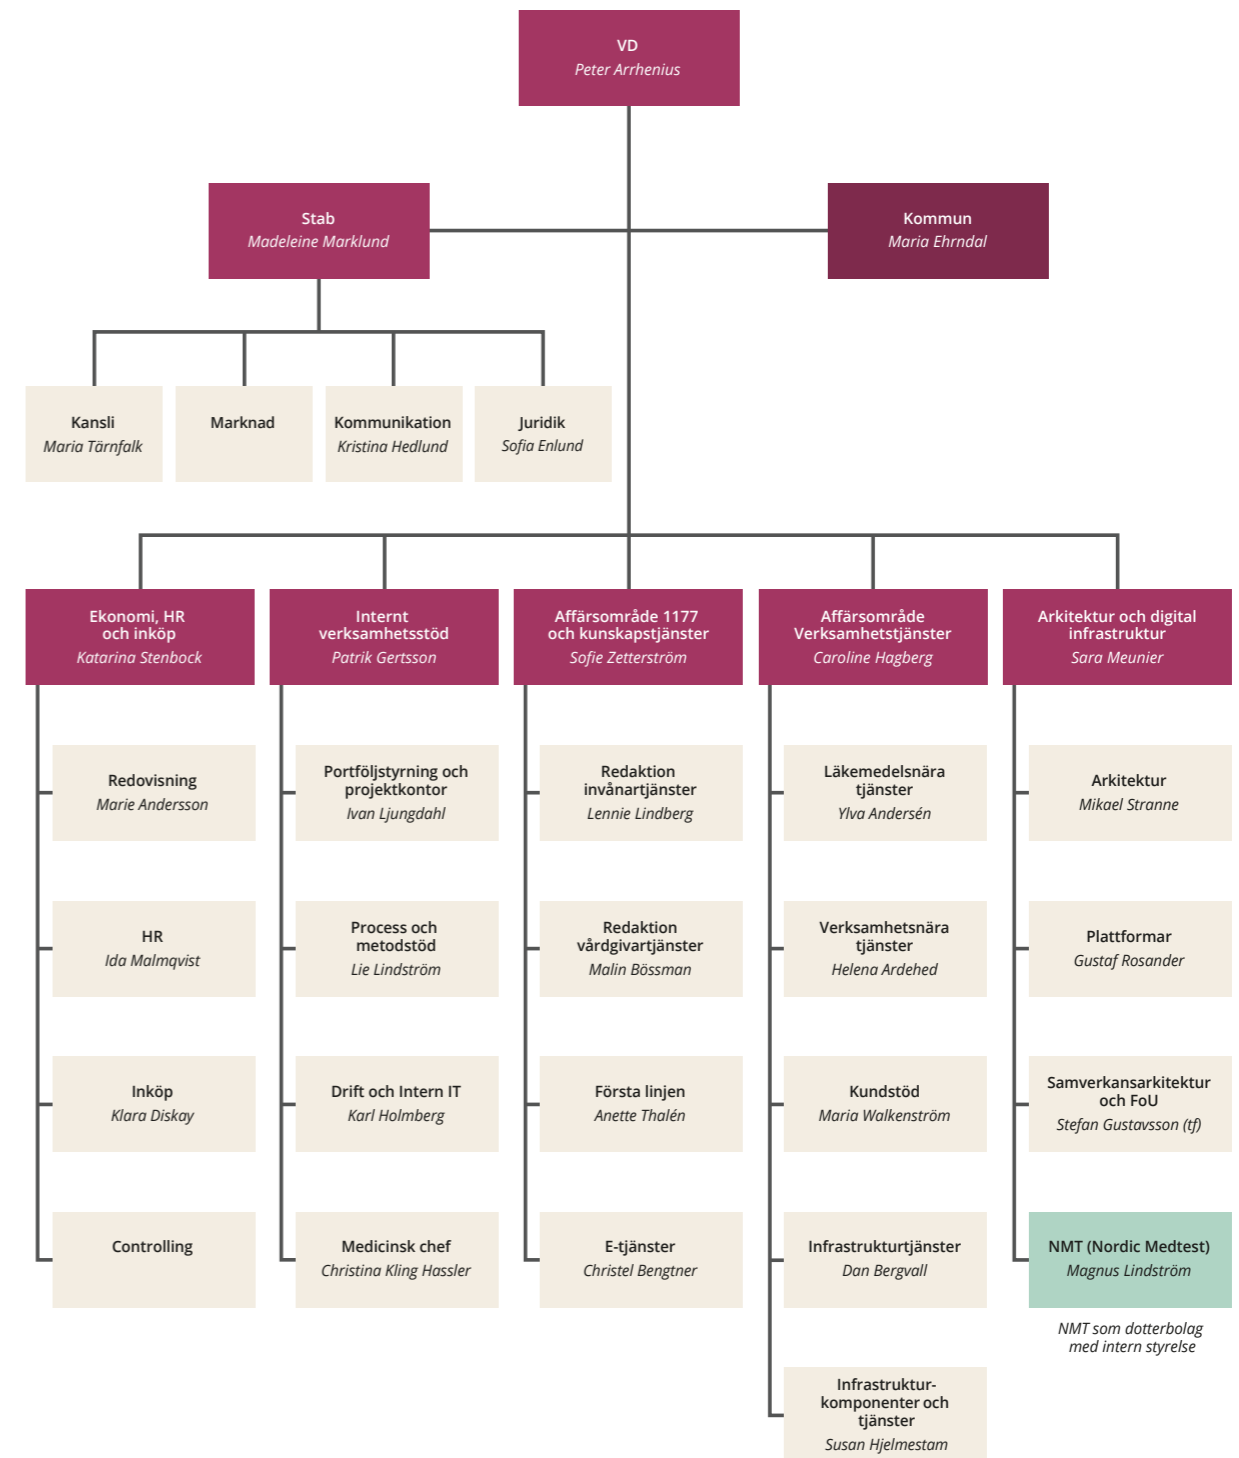 VD
Peter Arrhenius
Stab
Madeleine Marklund
Kommun
Maria Ehrndal
Kansli
Maria Tärnfalk
Marknad
Kommunikation
Kristina Hedlund
Juridik
Sofia Enlund
Ekonomi, HR
och inköp
Katarina Stenbock
Internt
verksamhetsstöd
Patrik Gertsson
Affärsområde 1177
och kunskapstjänster
Sofie Zetterström
Affärsområde
Verksamhetstjänster
Caroline Hagberg
Arkitektur och digital
infrastruktur
Sara Meunier
Redovisning
Marie Andersson
Portföljstyrning och
projektkontor
Ivan Ljungdahl
Redaktion
invånartjänster
Lennie Lindberg
Läkemedelsnära
tjänster
Ylva Andersén
Arkitektur
Mikael Stranne
HR
Ida Malmqvist
Process och
metodstöd
Lie Lindström
Redaktion
vårdgivartjänster
Malin Bössman
Verksamhetsnära
tjänster
Helena Ardehed
Plattformar
Gustaf Rosander
Inköp
Klara Diskay
Drift och Intern IT
Karl Holmberg
Första linjen
Anette Thalén
Kundstöd
Maria Walkenström
Samverkansarkitektur
och FoU
Stefan Gustavsson (tf)
Controlling
Medicinsk chef
Christina Kling Hassler
E-tjänster
Christel Bengtner
Infrastrukturtjänster
Dan Bergvall
NMT (Nordic Medtest)
Magnus Lindström
NMT som dotterbolag
med intern styrelse
Infrastruktur-
komponenter och
tjänster
Susan Hjelmestam